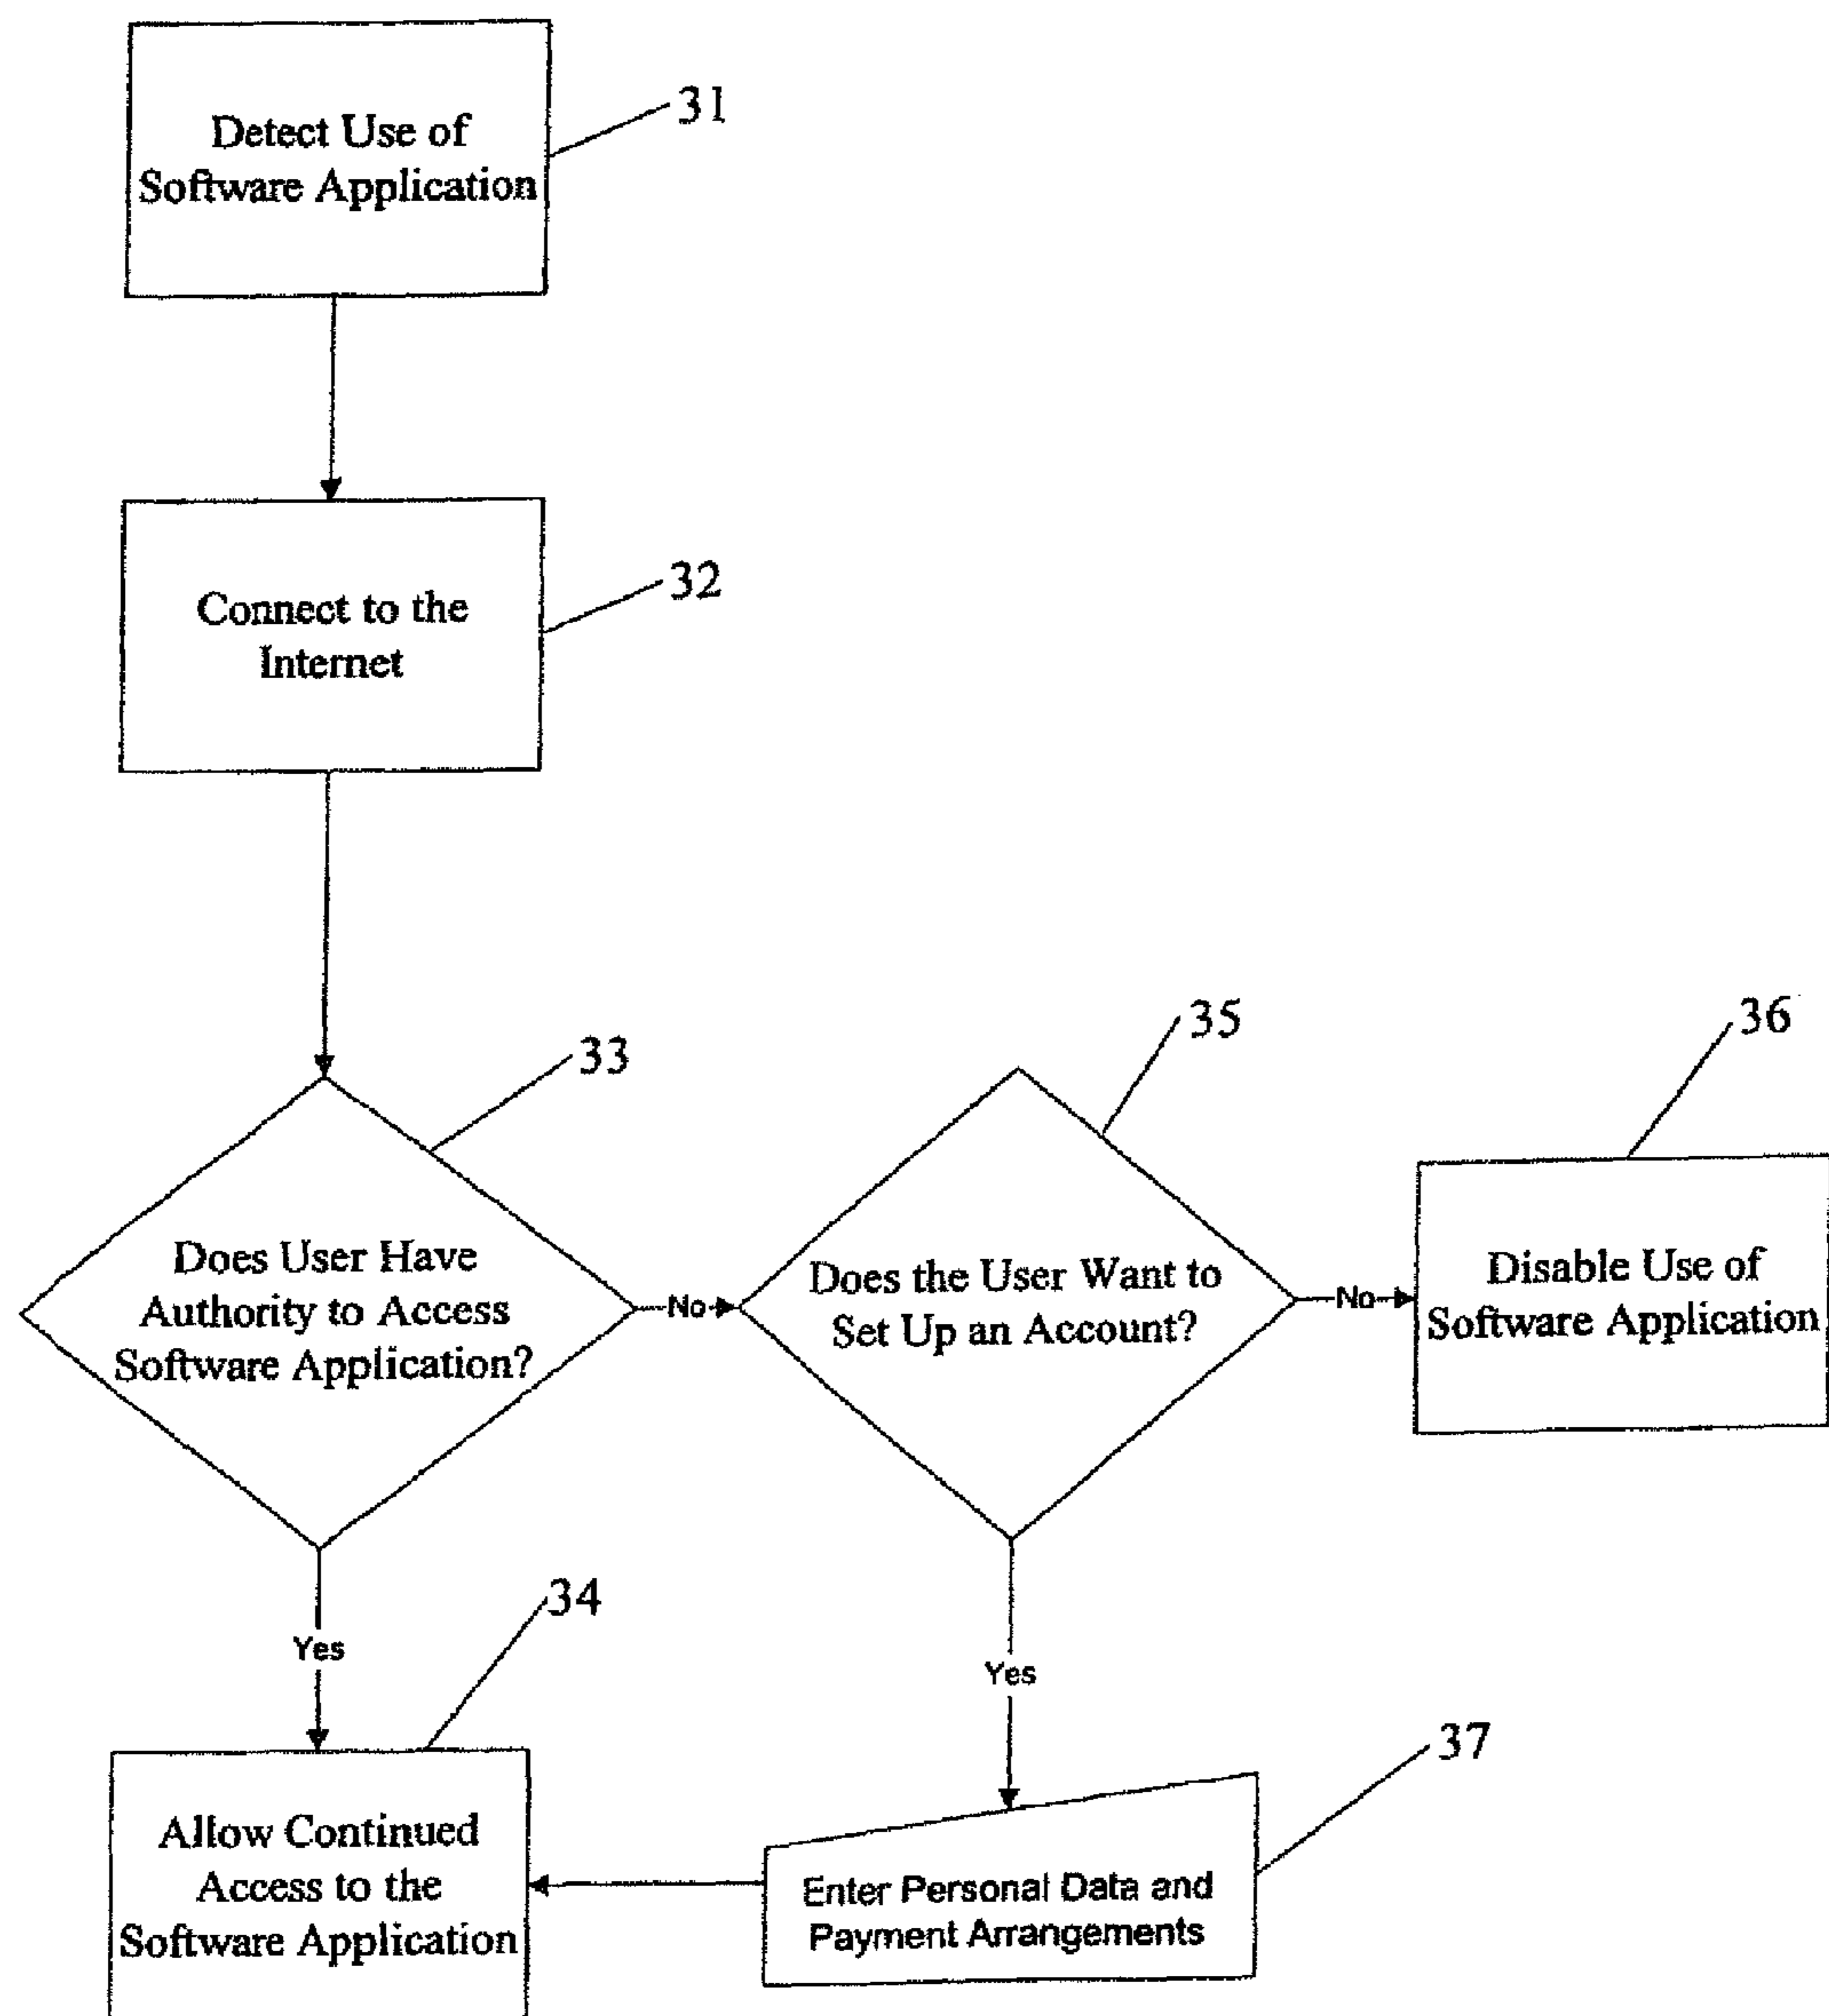 Detect Use of
Software Application
31
Connect to the
Internet
32
33
Does User Have
Authority to Access
Software Application?
No
35
Does the User Want to
Set Up an Account?
No
36
Disable Use of
Software Application
Yes
34
Allow Continued
Access to the
Software Application
Yes
37
Enter Personal Data and
Payment Arrangements